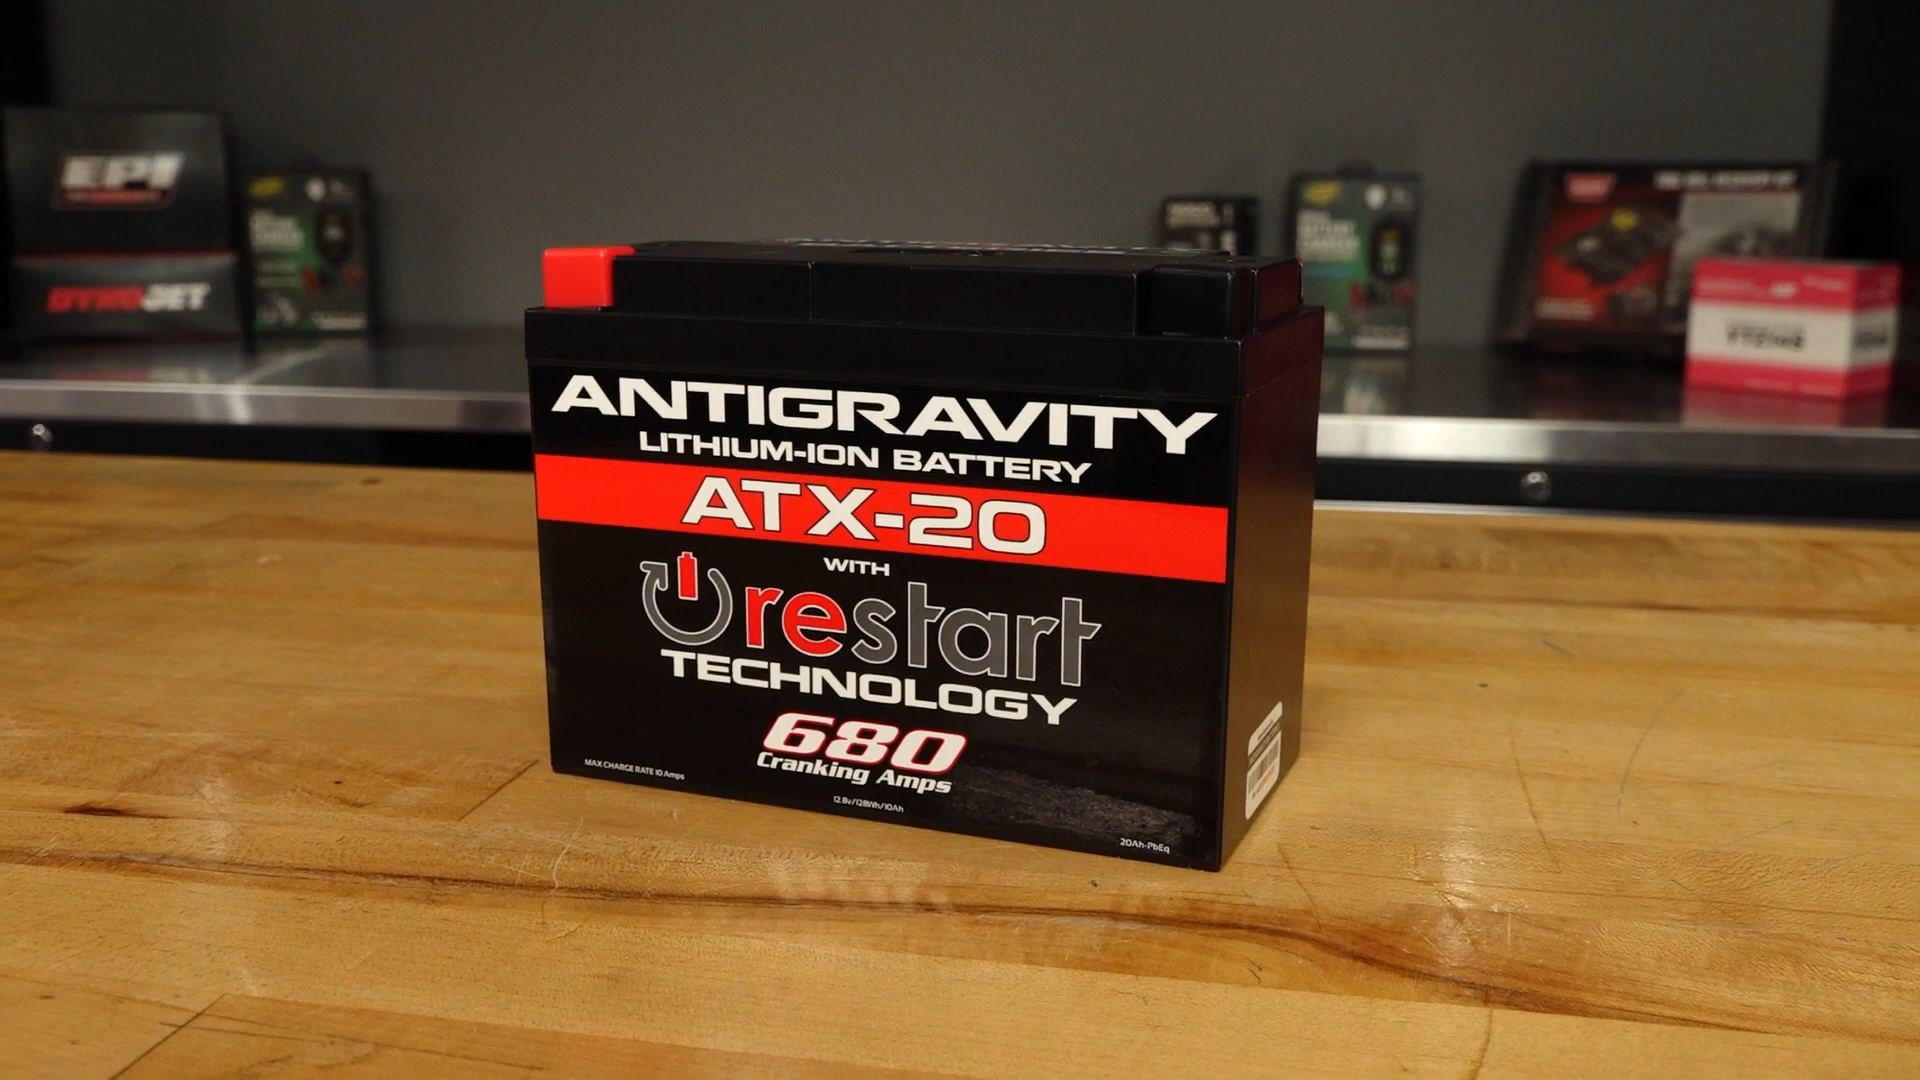 EPI
DYNOJET
ANTIGRAVITY
LITHIUM-ION BATTERY
ATX-20
WITH
restart
TECHNOLOGY
680
Cranking Amps
MAX CHARGE RATE 10 Amps
12.8v/128Wh/10Ah
20Ah-PbEq